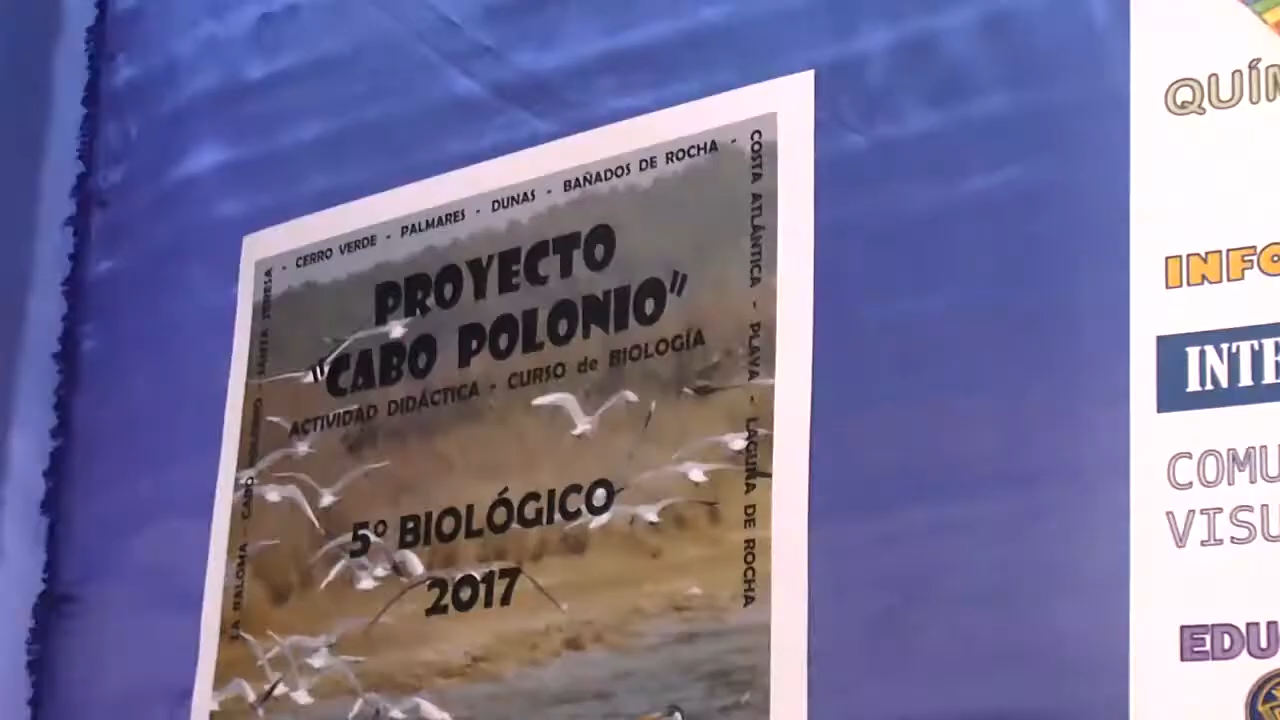 - CERRO VERDE - PALMARES - DUNAS - BAÑADOS DE ROCHA -
COSTA ATLÁNTICA - PLAYA - LAGUNA DE ROCHA
LA PALOMA - CABO POLONIO - SANTA TERESA
PROYECTO
"CABO POLONIO"
ACTIVIDAD DIDÁCTICA - CURSO de BIOLOGÍA
5º BIOLÓGICO
2017
QUÍM
INFO
INTE
COMU
VISU
EDU